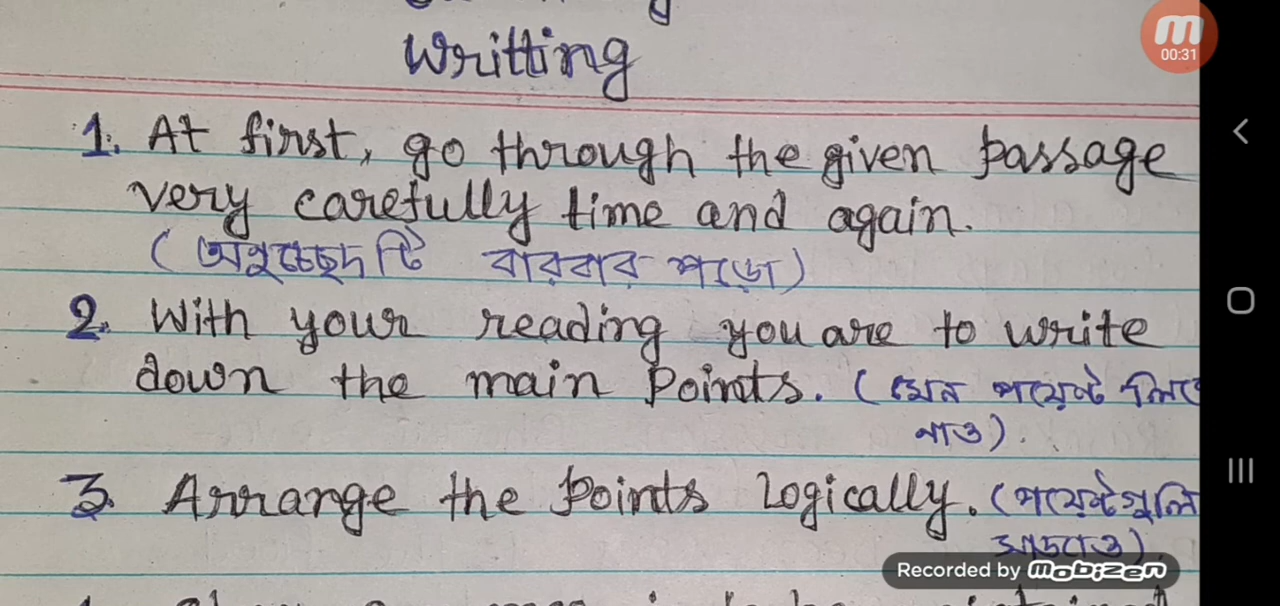 Writting
00:31
1. At first, go through the given passage
very carefully time and again.
(অনুচ্ছেদটি বারবার পড়ো)
2. With your reading you are to write
down the main Points. (মেন পয়েন্ট
নাও).
3. Arrange the Points Logically. (পয়েন্টগুলি
সাজাও).
Recorded by mobizen